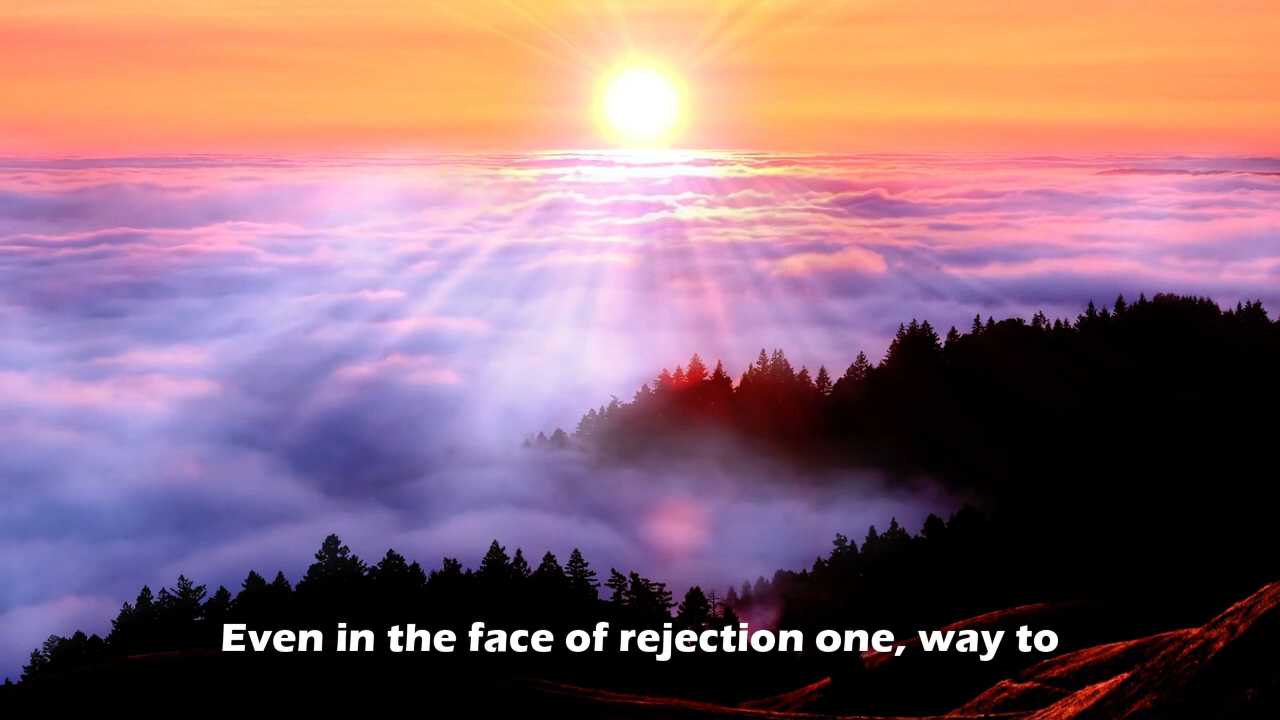 Even in the face of rejection one, way to